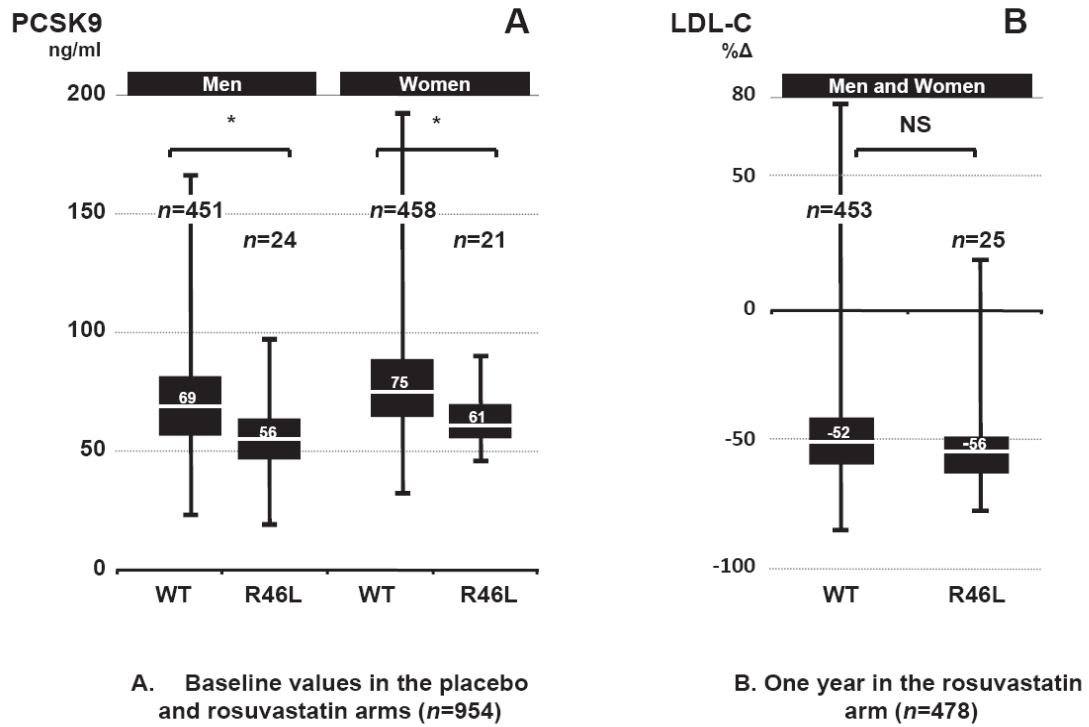 PCSK9
ng/ml
A
Men
Women
200
*
*
n=451
n=458
150
n=24
n=21
100
69
56
75
61
50
0
WT
R46L
WT
R46L
A. Baseline values in the placebo
and rosuvastatin arms (n=954)
LDL-C
%Δ
B
Men and Women
80
NS
50
n=453
n=25
0
-50
-52
-56
-100
WT
R46L
B. One year in the rosuvastatin
arm (n=478)